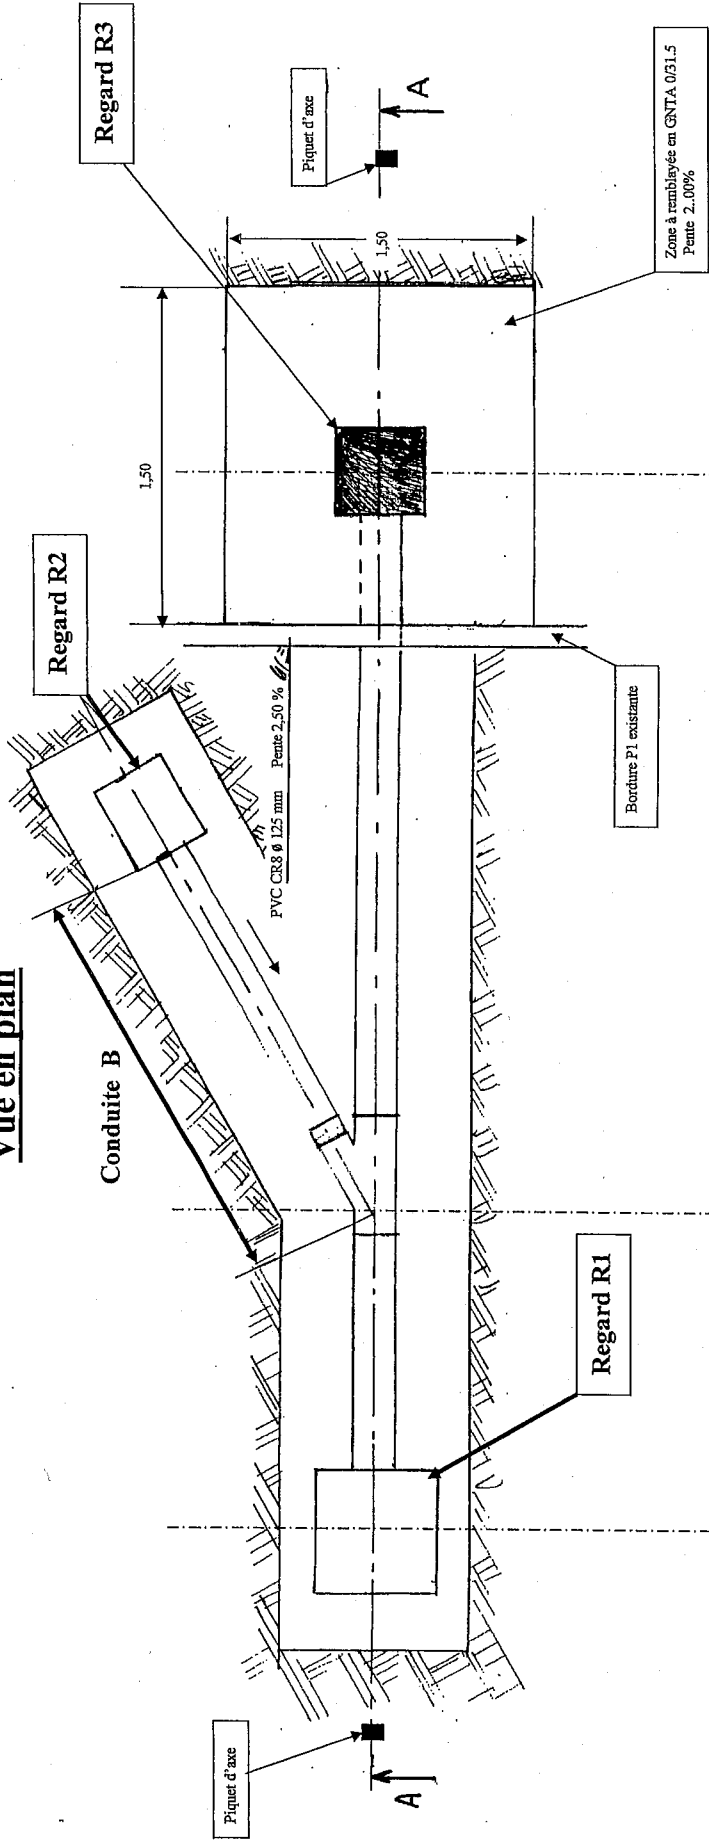 Vue en plan
Regard R3
Piquet d'axe
A
Zone à remblayée en GNTA 0/31.5
Pente 2..00%
1,50
1,50
Regard R2
PVC CR8 ø 125 mm Pente 2,50 %
Bordure P1 existante
Conduite B
Regard R1
Piquet d'axe
A